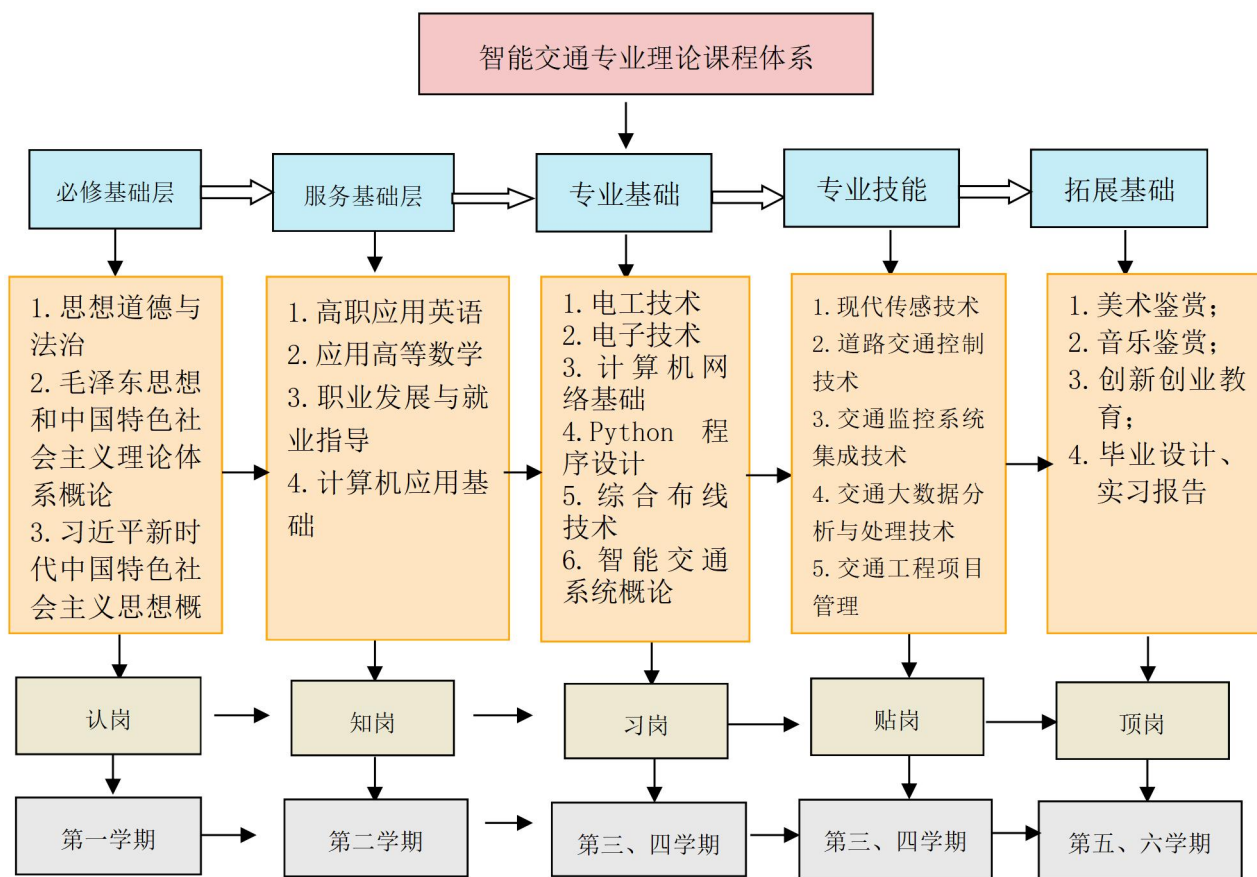 智能交通专业理论课程体系
必修基础层
服务基础层
专业基础
专业技能
拓展基础
1. 思想道德与
法治
2. 毛泽东思想
和中国特色社
会主义理论体
系概论
3. 习近平新时
代中国特色社
会主义思想概
1. 高职应用英语
2. 应用高等数学
3. 职业发展与就
业指导
4. 计算机应用基
础
1. 电工技术
2. 电子技术
3. 计算机网
络基础
4. Python 程
序设计
5. 综合布线
技术
6. 智能交通
系统概论
1. 现代传感技术
2. 道路交通控制
技术
3. 交通监控系统
集成技术
4. 交通大数据分
析与处理技术
5. 交通工程项目
管理
1. 美术鉴赏；
2. 音乐鉴赏；
3. 创新创业教
育；
4. 毕业设计、
实习报告
认岗
知岗
习岗
贴岗
顶岗
第一学期
第二学期
第三、四学期
第三、四学期
第五、六学期